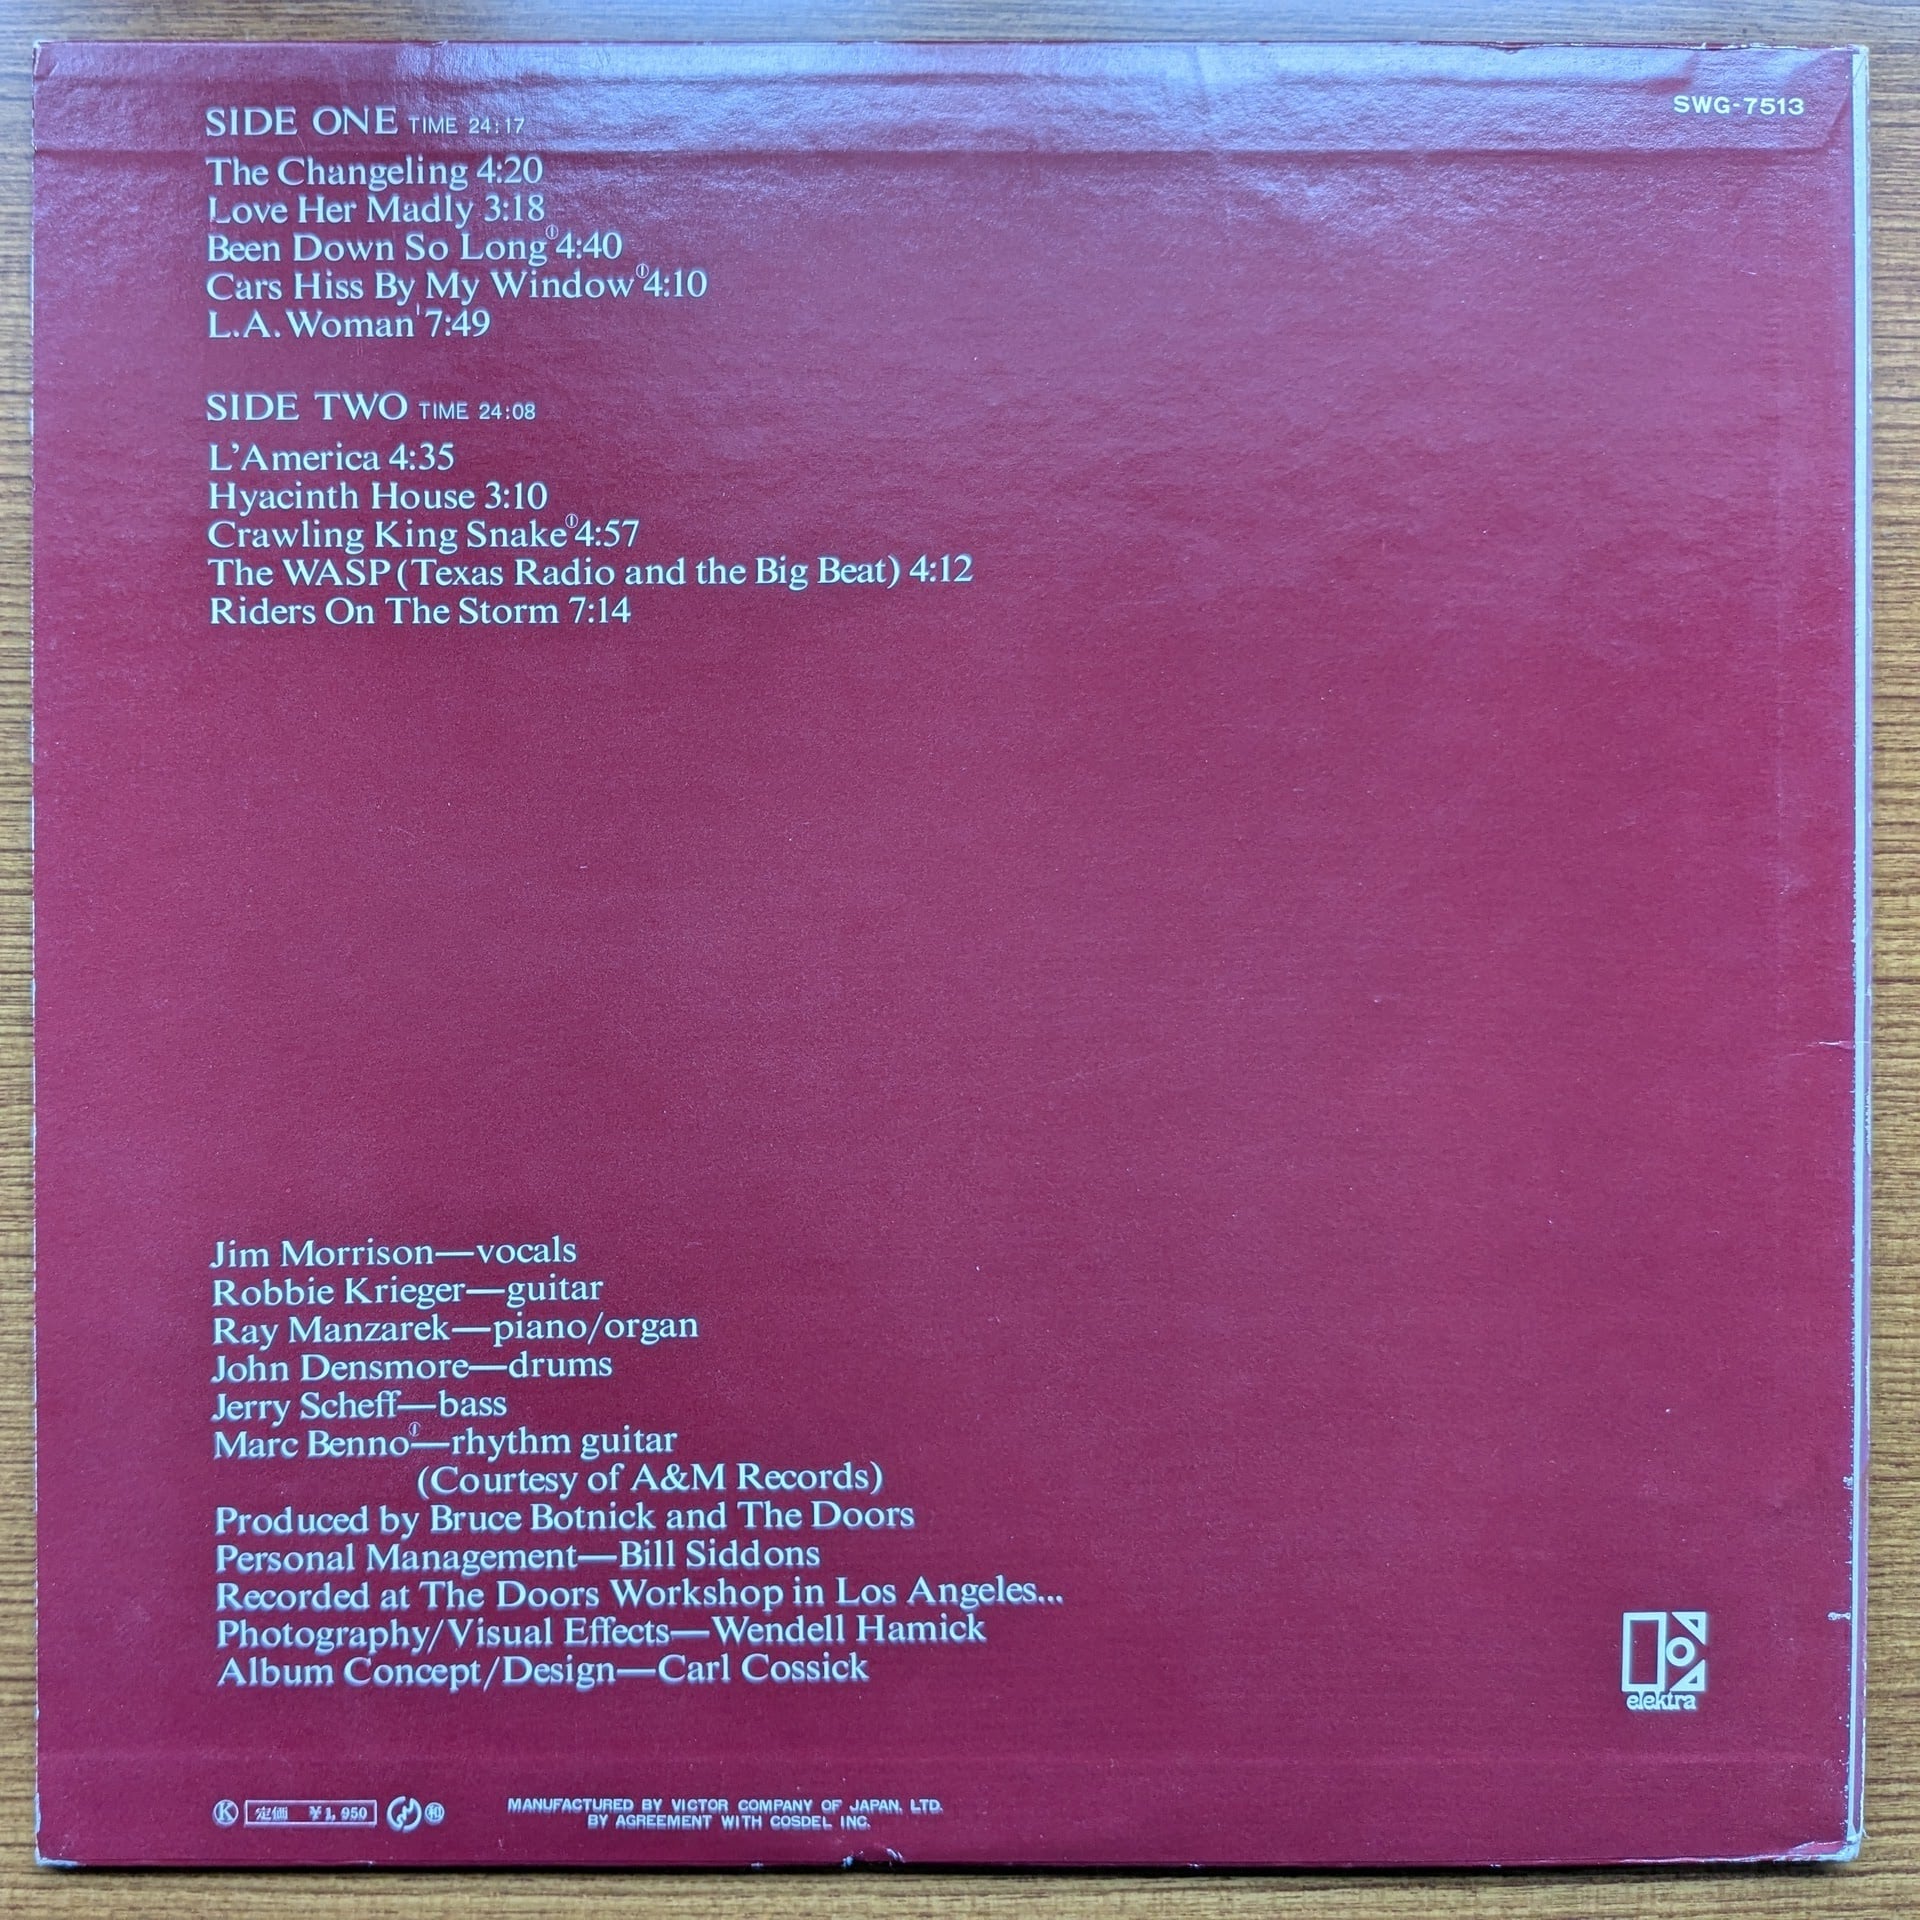 SWG-7513
SIDE ONE TIME 24:17
The Changeling 4:20
Love Her Madly 3:18
Been Down So Long① 4:40
Cars Hiss By My Window① 4:10
L.A. Woman' 7:49
SIDE TWO TIME 24:08
L'America 4:35
Hyacinth House 3:10
Crawling King Snake① 4:57
The WASP (Texas Radio and the Big Beat) 4:12
Riders On The Storm 7:14
Jim Morrison—vocals
Robbie Krieger—guitar
Ray Manzarek—piano/organ
John Densmore—drums
Jerry Scheff—bass
Marc Benno①—rhythm guitar
(Courtesy of A&M Records)
Produced by Bruce Botnick and The Doors
Personal Management—Bill Siddons
Recorded at The Doors Workshop in Los Angeles...
Photography/Visual Effects—Wendell Hamick
Album Concept/Design—Carl Cossick
elektra
Ⓚ 定価 ¥1,950 ㊒
MANUFACTURED BY VICTOR COMPANY OF JAPAN, LTD.
BY AGREEMENT WITH COSDEL INC.